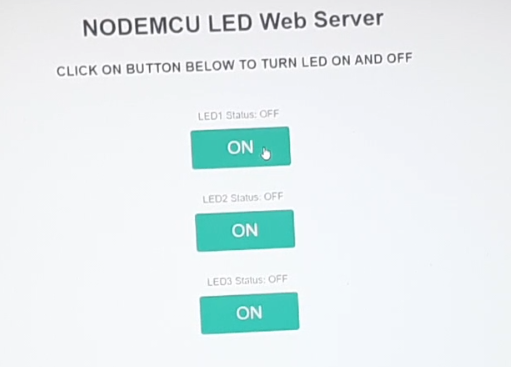 NODEMCU LED Web Server
CLICK ON BUTTON BELOW TO TURN LED ON AND OFF
LED1 Status: OFF
ON
LED2 Status: OFF
ON
LED3 Status: OFF
ON